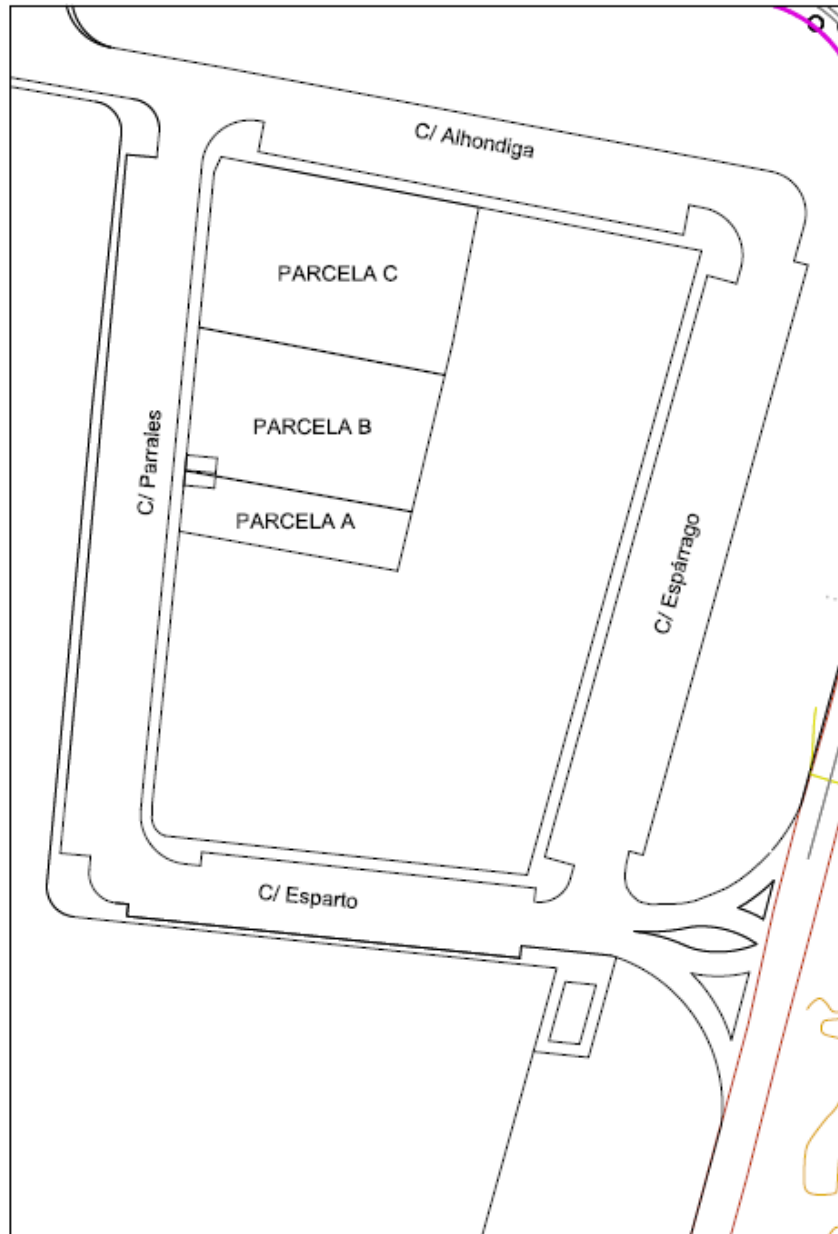 C/ Alhondiga
PARCELA C
PARCELA B
C/ Parrales
PARCELA A
C/ Espárrago
C/ Esparto